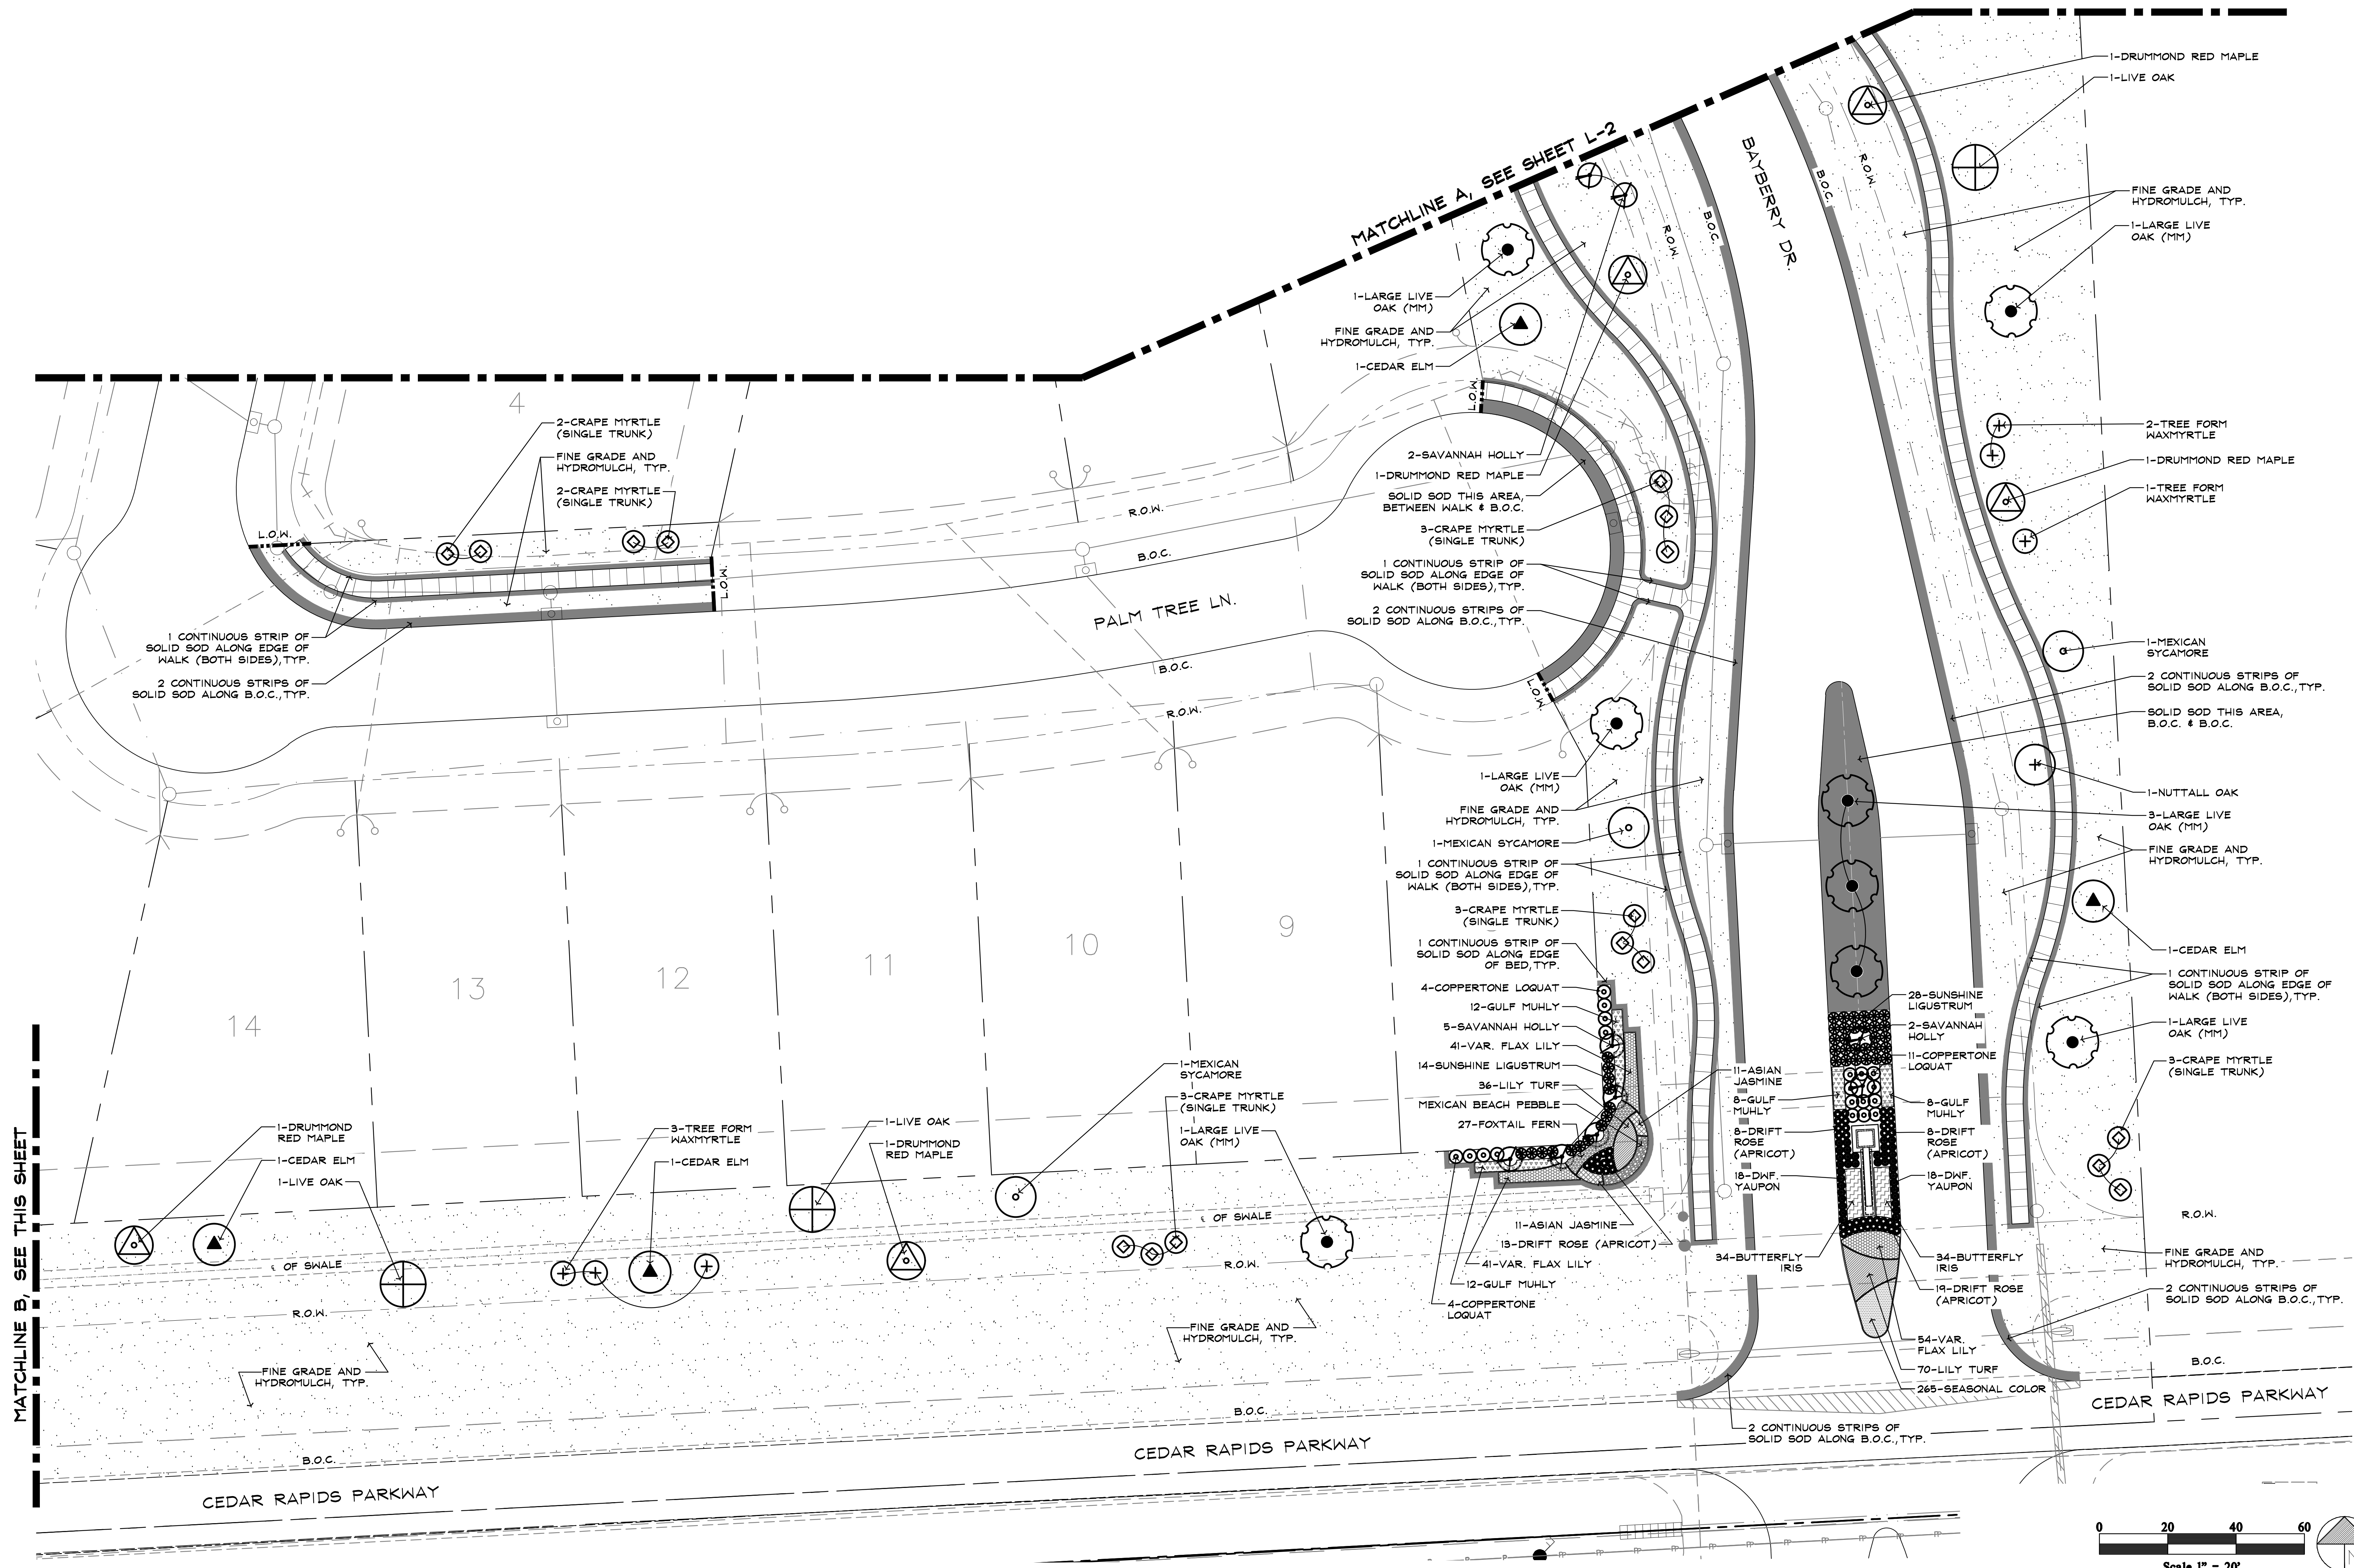 1-DRUMMOND RED MAPLE
1-LIVE OAK
MATCHLINE A, SEE SHEET L-2
BAYBERRY DR.
B.O.C.
R.O.W.
R.O.W.
B.O.C.
FINE GRADE AND
HYDROMULCH, TYP.
1-LARGE LIVE
OAK (MM)
1-LARGE LIVE
OAK (MM)
FINE GRADE AND
HYDROMULCH, TYP.
1-CEDAR ELM
4
2-CRAPE MYRTLE
(SINGLE TRUNK)
FINE GRADE AND
HYDROMULCH, TYP.
2-CRAPE MYRTLE
(SINGLE TRUNK)
L.O.W.
L.O.W.
L.O.W.
L.O.W.
1 CONTINUOUS STRIP OF
SOLID SOD ALONG EDGE OF
WALK (BOTH SIDES),TYP.
2 CONTINUOUS STRIPS OF
SOLID SOD ALONG B.O.C.,TYP.
R.O.W.
B.O.C.
PALM TREE LN.
B.O.C.
R.O.W.
2-SAVANNAH HOLLY
1-DRUMMOND RED MAPLE
SOLID SOD THIS AREA,
BETWEEN WALK & B.O.C.
3-CRAPE MYRTLE
(SINGLE TRUNK)
1 CONTINUOUS STRIP OF
SOLID SOD ALONG EDGE OF
WALK (BOTH SIDES),TYP.
2 CONTINUOUS STRIPS OF
SOLID SOD ALONG B.O.C.,TYP.
2-TREE FORM
WAXMYRTLE
1-DRUMMOND RED MAPLE
1-TREE FORM
WAXMYRTLE
1-MEXICAN
SYCAMORE
2 CONTINUOUS STRIPS OF
SOLID SOD ALONG B.O.C.,TYP.
SOLID SOD THIS AREA,
B.O.C. & B.O.C.
1-NUTTALL OAK
3-LARGE LIVE
OAK (MM)
FINE GRADE AND
HYDROMULCH, TYP.
1-CEDAR ELM
1 CONTINUOUS STRIP OF
SOLID SOD ALONG EDGE OF
WALK (BOTH SIDES),TYP.
1-LARGE LIVE
OAK (MM)
3-CRAPE MYRTLE
(SINGLE TRUNK)
1-LARGE LIVE
OAK (MM)
FINE GRADE AND
HYDROMULCH, TYP.
1-MEXICAN SYCAMORE
1 CONTINUOUS STRIP OF
SOLID SOD ALONG EDGE OF
WALK (BOTH SIDES),TYP.
3-CRAPE MYRTLE
(SINGLE TRUNK)
1 CONTINUOUS STRIP OF
SOLID SOD ALONG EDGE
OF BED,TYP.
4-COPPERTONE LOQUAT
12-GULF MUHLY
5-SAVANNAH HOLLY
41-VAR. FLAX LILY
14-SUNSHINE LIGUSTRUM
36-LILY TURF
MEXICAN BEACH PEBBLE
27-FOXTAIL FERN
11-ASIAN
JASMINE
8-GULF
MUHLY
8-DRIFT
ROSE
(APRICOT)
18-DWF.
YAUPON
34-BUTTERFLY
IRIS
28-SUNSHINE
LIGUSTRUM
2-SAVANNAH
HOLLY
11-COPPERTONE
LOQUAT
8-GULF
MUHLY
8-DRIFT
ROSE
(APRICOT)
18-DWF.
YAUPON
34-BUTTERFLY
IRIS
19-DRIFT ROSE
(APRICOT)
54-VAR.
FLAX LILY
70-LILY TURF
265-SEASONAL COLOR
14
13
12
11
10
9
1-DRUMMOND
RED MAPLE
1-CEDAR ELM
1-LIVE OAK
3-TREE FORM
WAXMYRTLE
1-CEDAR ELM
1-LIVE OAK
1-DRUMMOND
RED MAPLE
1-MEXICAN
SYCAMORE
3-CRAPE MYRTLE
(SINGLE TRUNK)
1-LARGE LIVE
OAK (MM)
11-ASIAN JASMINE
13-DRIFT ROSE (APRICOT)
41-VAR. FLAX LILY
12-GULF MUHLY
4-COPPERTONE
LOQUAT
OF SWALE
OF SWALE
R.O.W.
R.O.W.
R.O.W.
FINE GRADE AND
HYDROMULCH, TYP.
FINE GRADE AND
HYDROMULCH, TYP.
FINE GRADE AND
HYDROMULCH, TYP.
2 CONTINUOUS STRIPS OF
SOLID SOD ALONG B.O.C.,TYP.
2 CONTINUOUS STRIPS OF
SOLID SOD ALONG B.O.C.,TYP.
B.O.C.
B.O.C.
B.O.C.
CEDAR RAPIDS PARKWAY
CEDAR RAPIDS PARKWAY
CEDAR RAPIDS PARKWAY
MATCHLINE B, SEE THIS SHEET
0 20 40 60
Scale 1" = 20'